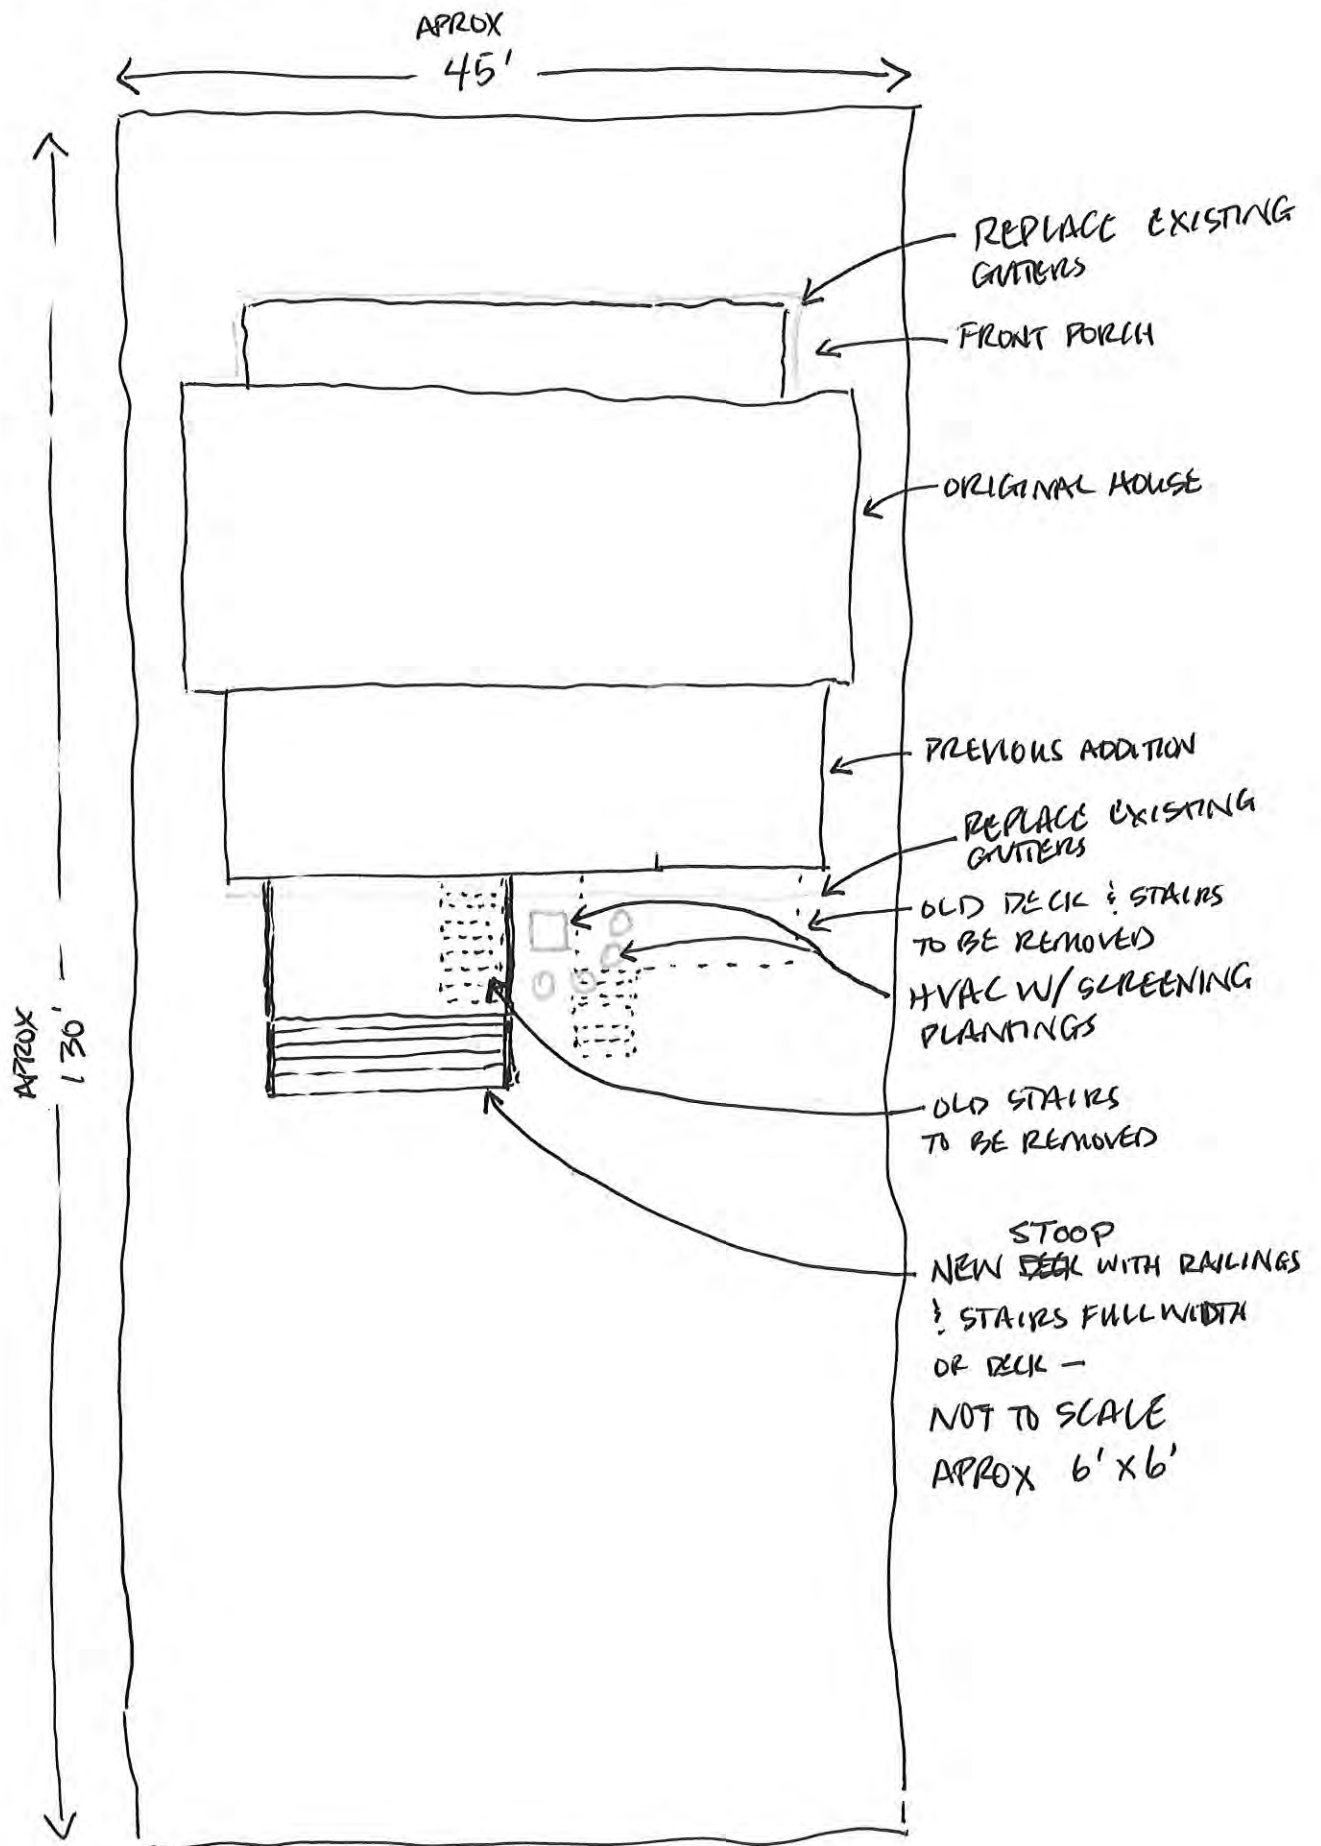 APROX
45'
REPLACE EXISTING
GUTTERS
FRONT PORCH
ORIGINAL HOUSE
PREVIOUS ADDITION
REPLACE EXISTING
GUTTERS
OLD DECK & STAIRS
TO BE REMOVED
HVAC W/ SCREENING
PLANTINGS
APROX
130'
OLD STAIRS
TO BE REMOVED
STOOP
NEW DECK WITH RAILINGS
& STAIRS FULL WIDTH
OF DECK —
NOT TO SCALE
APROX 6' X 6'